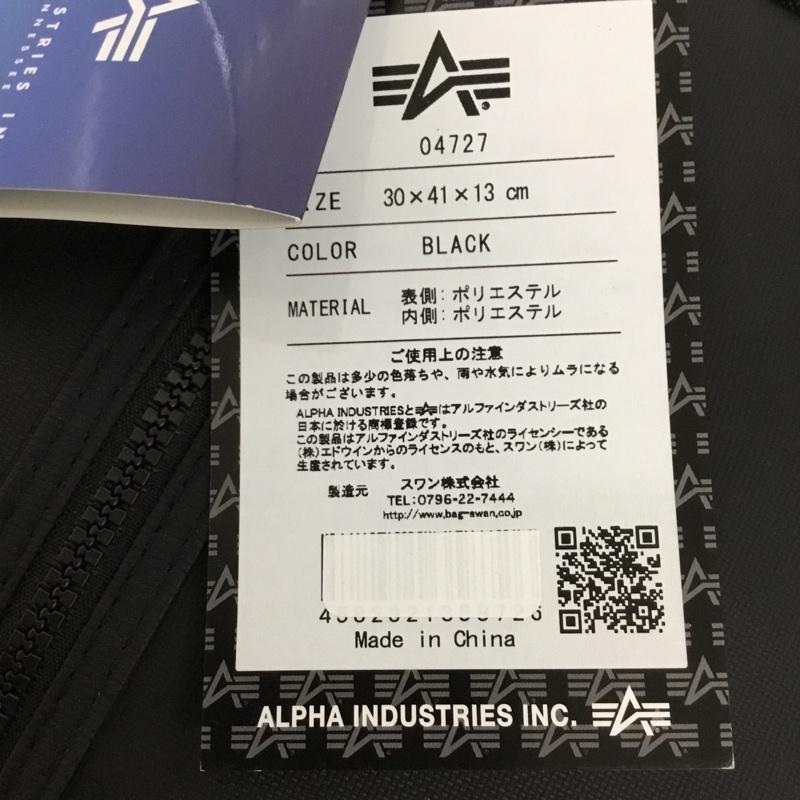 STRIES IN
NNESSEE
04727
ZE 30×41×13 cm
COLOR BLACK
MATERIAL 表側:ポリエステル
内側:ポリエステル
ご使用上の注意
この製品は多少の色落ちや、雨や水気によりムラになる
場合がございます。
ALPHA INDUSTRIESとはアルファインダストリーズ社の
日本に於ける商標登録です。
この製品はアルファインダストリーズ社のライセンシーである
(株)エドウインからのライセンスのもと、スワン(株)によって
生産されています。
製造元 スワン株式会社
TEL:0796-22-7444
http://www.bag-swan.co.jp
Made in China
ALPHA INDUSTRIES INC.